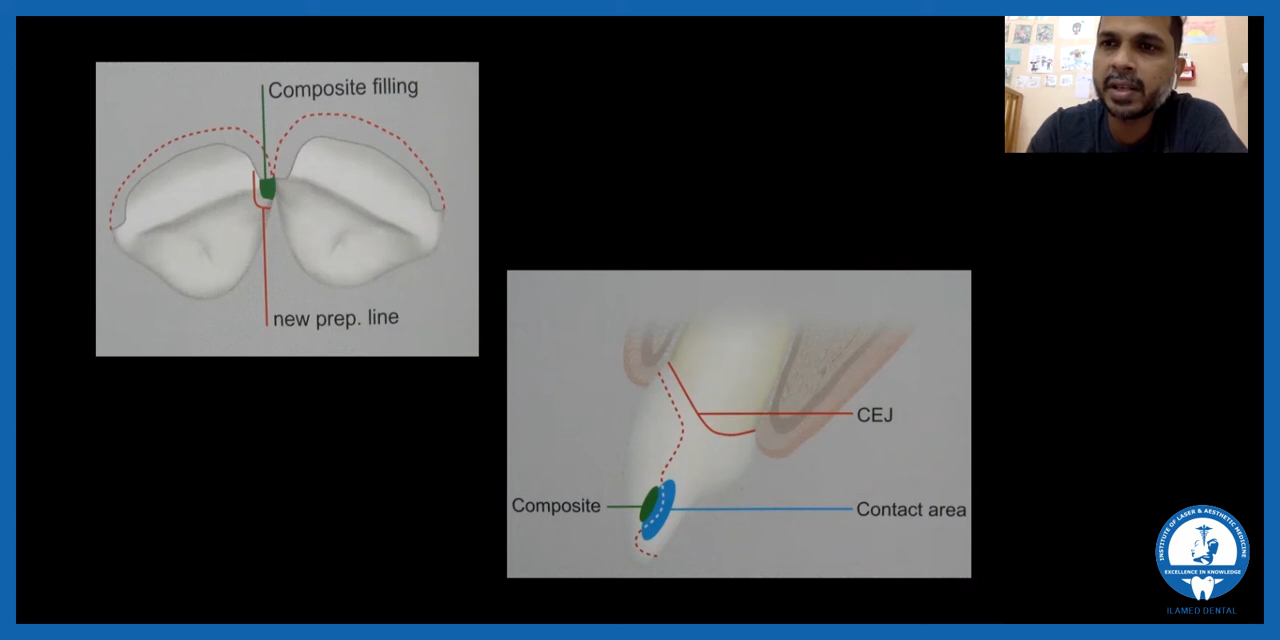 Composite filling
new prep. line
CEJ
Composite
Contact area
INSTITUTE OF LASER & AESTHETIC MEDICINE
EXCELLENCE IN KNOWLEDGE
ILAMED DENTAL